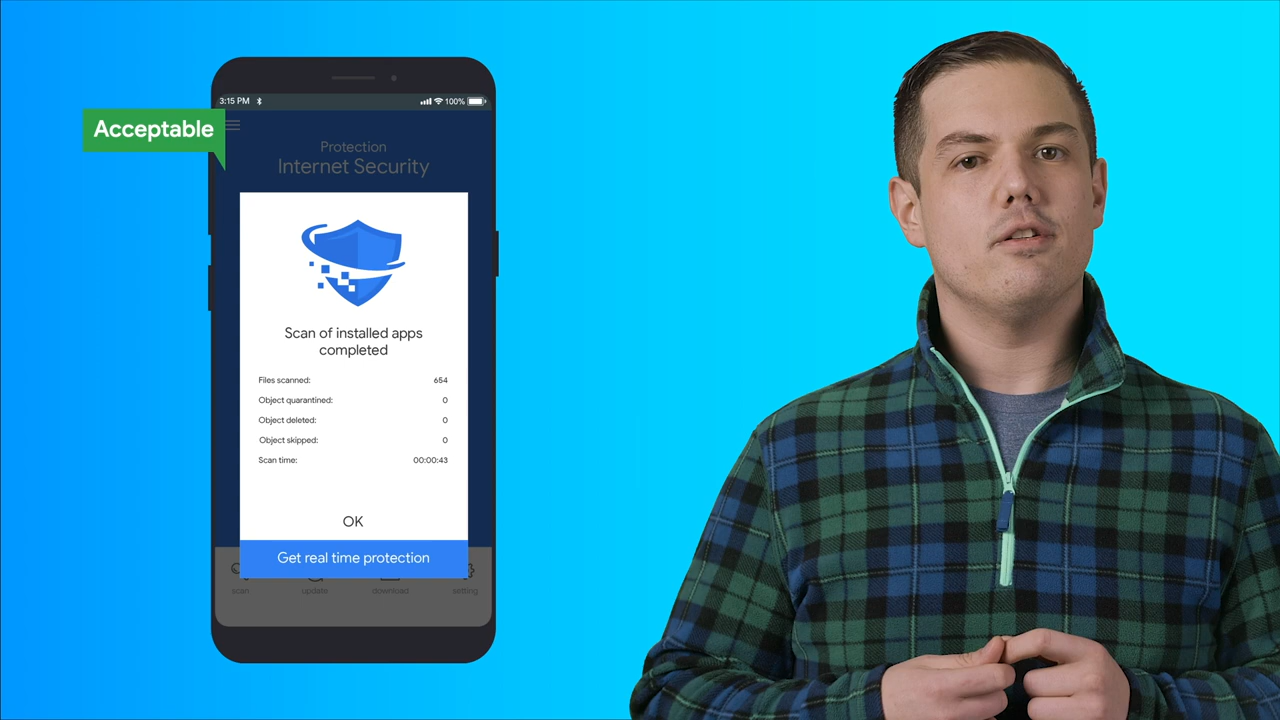 Acceptable
3:15 PM
100%
Protection
Internet Security
Scan of installed apps
completed
Files scanned: 654
Object quarantined: 0
Object deleted: 0
Object skipped: 0
Scan time: 00:00:43
OK
Get real time protection
scan update download setting